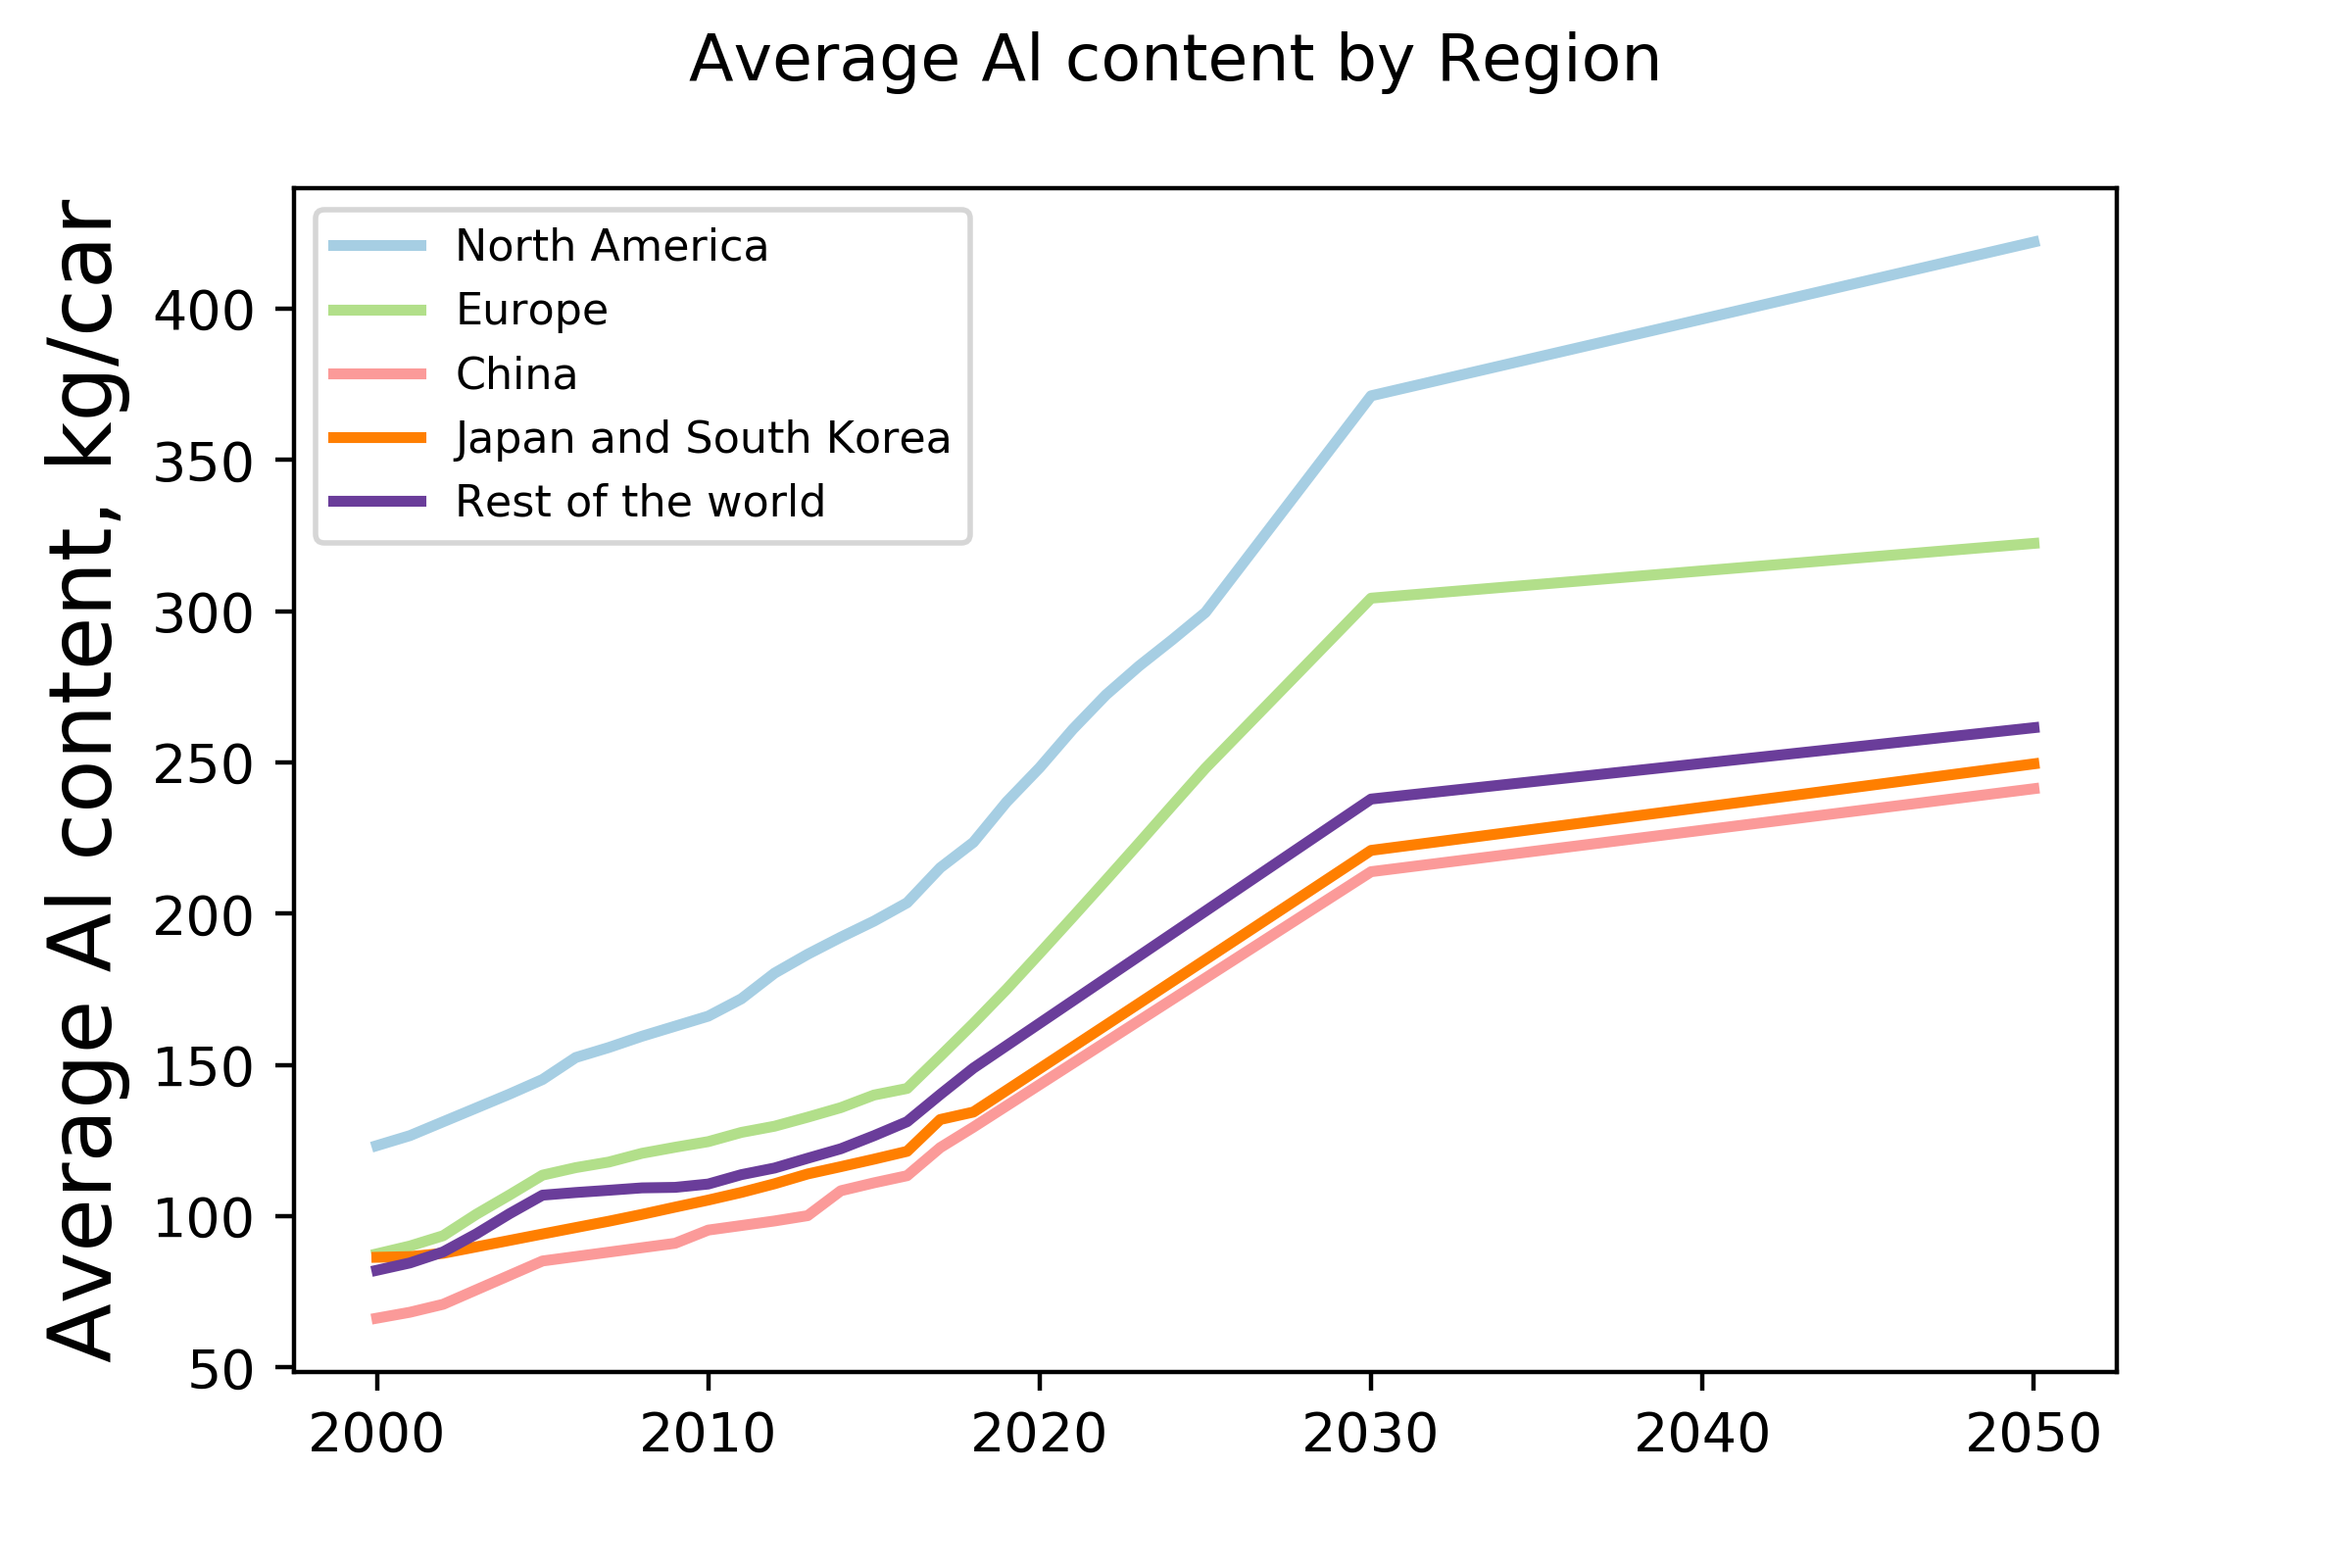 Average Al content by Region
Average Al content, kg/car
400
350
300
250
200
150
100
50
North America
Europe
China
Japan and South Korea
Rest of the world
2000 2010 2020 2030 2040 2050